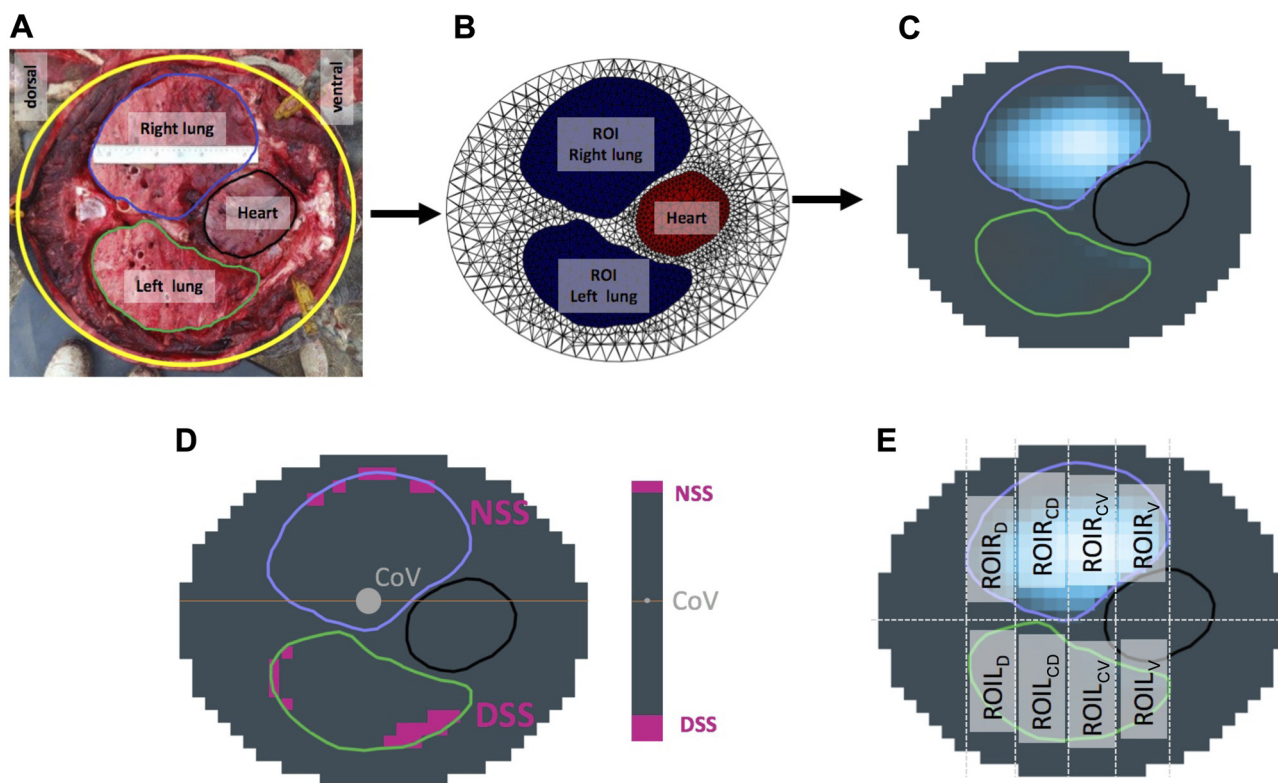 A
dorsal
ventral
Right lung
Heart
Left lung
B
ROI
Right lung
Heart
ROI
Left lung
C
D
NSS
CoV
DSS
NSS
CoV
DSS
E
ROIR_D
ROIR_CD
ROIR_CV
ROIR_V
ROIL_D
ROIL_CD
ROIL_CV
ROIL_V